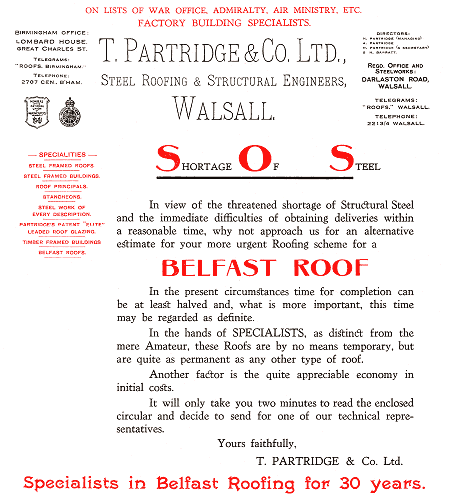 ON LISTS OF WAR OFFICE, ADMIRALTY, AIR MINISTRY, ETC.
FACTORY BUILDING SPECIALISTS.
BIRMINGHAM OFFICE:
LOMBARD HOUSE,
GREAT CHARLES ST.
TELEGRAMS:
"ROOFS, BIRMINGHAM."
TELEPHONE:
2707 CEN. B'HAM.
T. PARTRIDGE & CO. LTD.,
STEEL ROOFING & STRUCTURAL ENGINEERS,
WALSALL.
DIRECTORS:
PARTRIDGE
PARTRIDGE
PARTRIDGE
REGD. OFFICE AND
STEELWORKS:
DARLASTON ROAD,
WALSALL.
TELEGRAMS:
"ROOFS." WALSALL.
TELEPHONE:
2213/4 WALSALL.
SPECIALITIES
STEEL FRAMED ROOFS
STEEL FRAMED BUILDINGS.
ROOF PRINCIPALS.
STANCHEONS.
STEEL WORK OF
EVERY DESCRIPTION.
PARTRIDGE'S PATENT "ELITE"
LEADED ROOF GLAZING.
TIMBER FRAMED BUILDINGS
BELFAST ROOFS.
SHORTAGE OF STEEL
In view of the threatened shortage of Structural Steel
and the immediate difficulties of obtaining deliveries within
a reasonable time, why not approach us for an alternative
estimate for your more urgent Roofing scheme for a
BELFAST ROOF
In the present circumstances time for completion can
be at least halved and, what is more important, this time
may be regarded as definite.
In the hands of SPECIALISTS, as distinct from the
mere Amateur, these Roofs are by no means temporary, but
are quite as permanent as any other type of roof.
Another factor is the quite appreciable economy in
initial costs.
It will only take you two minutes to read the enclosed
circular and decide to send for one of our technical repre-
sentatives.
Yours faithfully,
T. PARTRIDGE & Co. Ltd.
Specialists in Belfast Roofing for 30 years.